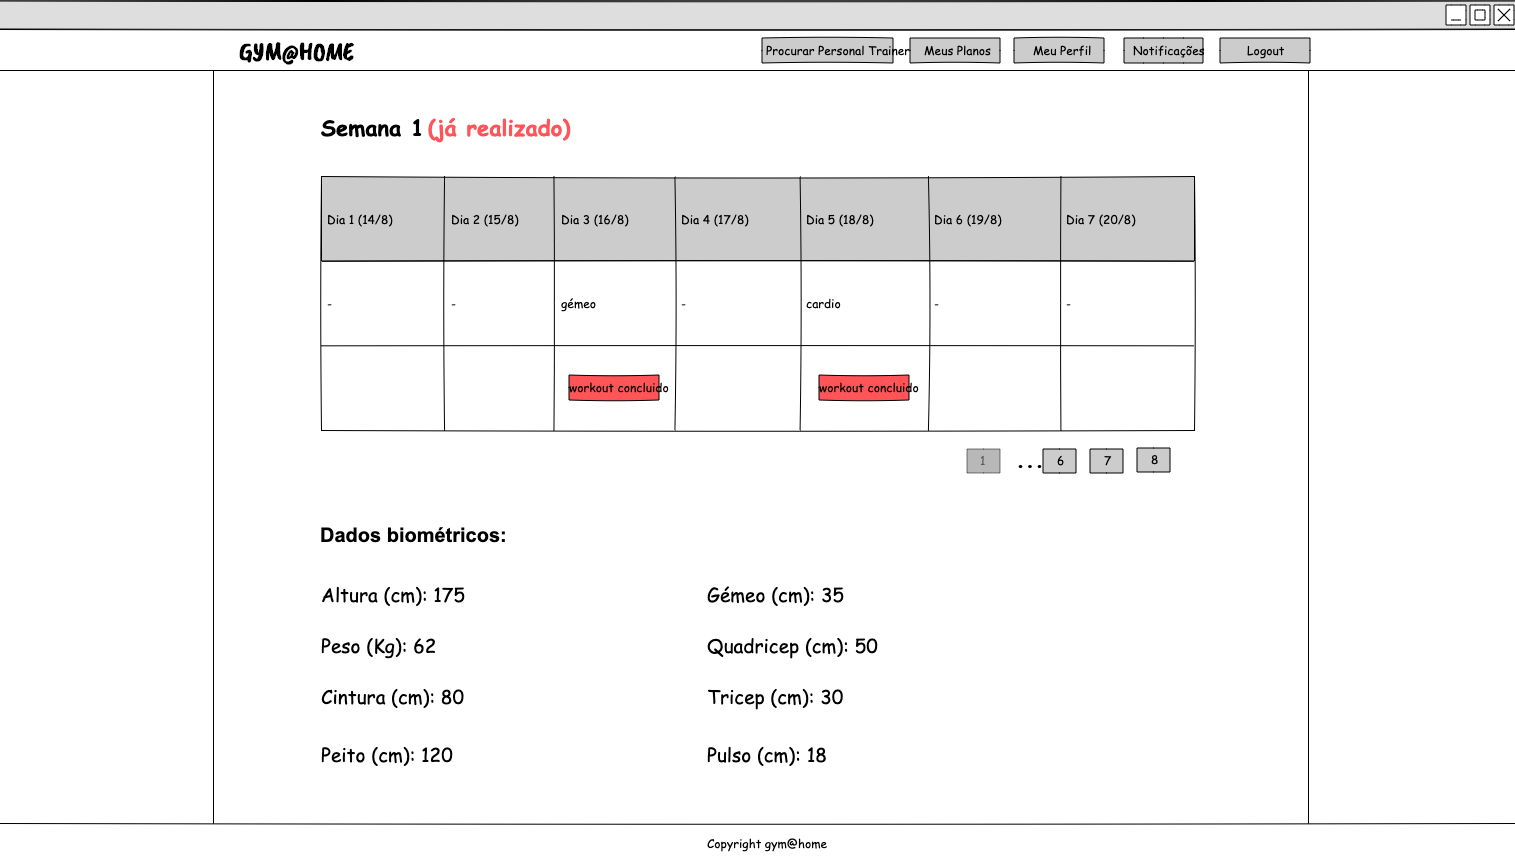 GYM@HOME Procurar Personal Trainer Meus Planos Meu Perfil Notificações Logout
Semana 1 (já realizado)
Dia 1 (14/8) Dia 2 (15/8) Dia 3 (16/8) Dia 4 (17/8) Dia 5 (18/8) Dia 6 (19/8) Dia 7 (20/8)
- - gémeo - cardio - -
workout concluido workout concluido
1 ... 6 7 8
Dados biométricos:
Altura (cm): 175 Gémeo (cm): 35
Peso (Kg): 62 Quadricep (cm): 50
Cintura (cm): 80 Tricep (cm): 30
Peito (cm): 120 Pulso (cm): 18
Copyright gym@home